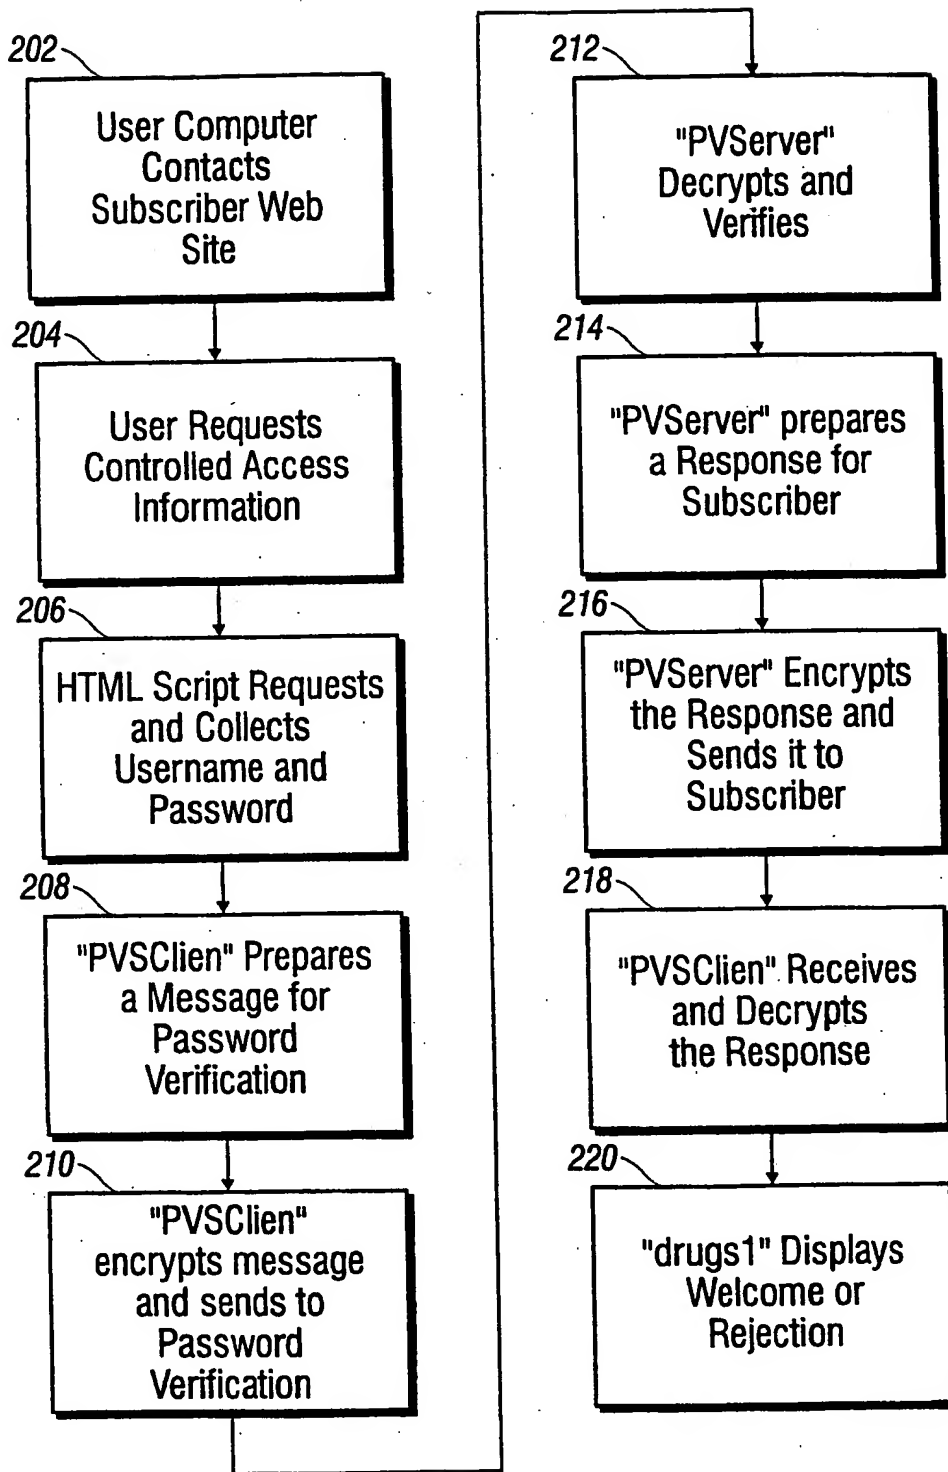 202
User Computer
Contacts
Subscriber Web
Site
204
User Requests
Controlled Access
Information
206
HTML Script Requests
and Collects
Username and
Password
208
"PVSClien" Prepares
a Message for
Password
Verification
210
"PVSClien"
encrypts message
and sends to
Password
Verification
212
"PVServer"
Decrypts and
Verifies
214
"PVServer" prepares
a Response for
Subscriber
216
"PVServer" Encrypts
the Response and
Sends it to
Subscriber
218
"PVSClien" Receives
and Decrypts
the Response
220
"drugs1" Displays
Welcome or
Rejection